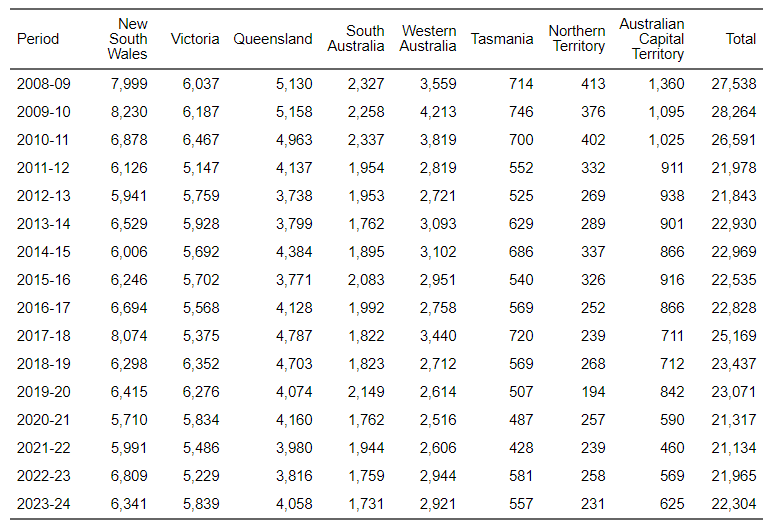 Period New South Wales Victoria Queensland South Australia Western Australia Tasmania Northern Territory Australian Capital Territory Total
2008-09 7,999 6,037 5,130 2,327 3,559 714 413 1,360 27,538
2009-10 8,230 6,187 5,158 2,258 4,213 746 376 1,095 28,264
2010-11 6,878 6,467 4,963 2,337 3,819 700 402 1,025 26,591
2011-12 6,126 5,147 4,137 1,954 2,819 552 332 911 21,978
2012-13 5,941 5,759 3,738 1,953 2,721 525 269 938 21,843
2013-14 6,529 5,928 3,799 1,762 3,093 629 289 901 22,930
2014-15 6,006 5,692 4,384 1,895 3,102 686 337 866 22,969
2015-16 6,246 5,702 3,771 2,083 2,951 540 326 916 22,535
2016-17 6,694 5,568 4,128 1,992 2,758 569 252 866 22,828
2017-18 8,074 5,375 4,787 1,822 3,440 720 239 711 25,169
2018-19 6,298 6,352 4,703 1,823 2,712 569 268 712 23,437
2019-20 6,415 6,276 4,074 2,149 2,614 507 194 842 23,071
2020-21 5,710 5,834 4,160 1,762 2,516 487 257 590 21,317
2021-22 5,991 5,486 3,980 1,944 2,606 428 239 460 21,134
2022-23 6,809 5,229 3,816 1,759 2,944 581 258 569 21,965
2023-24 6,341 5,839 4,058 1,731 2,921 557 231 625 22,304